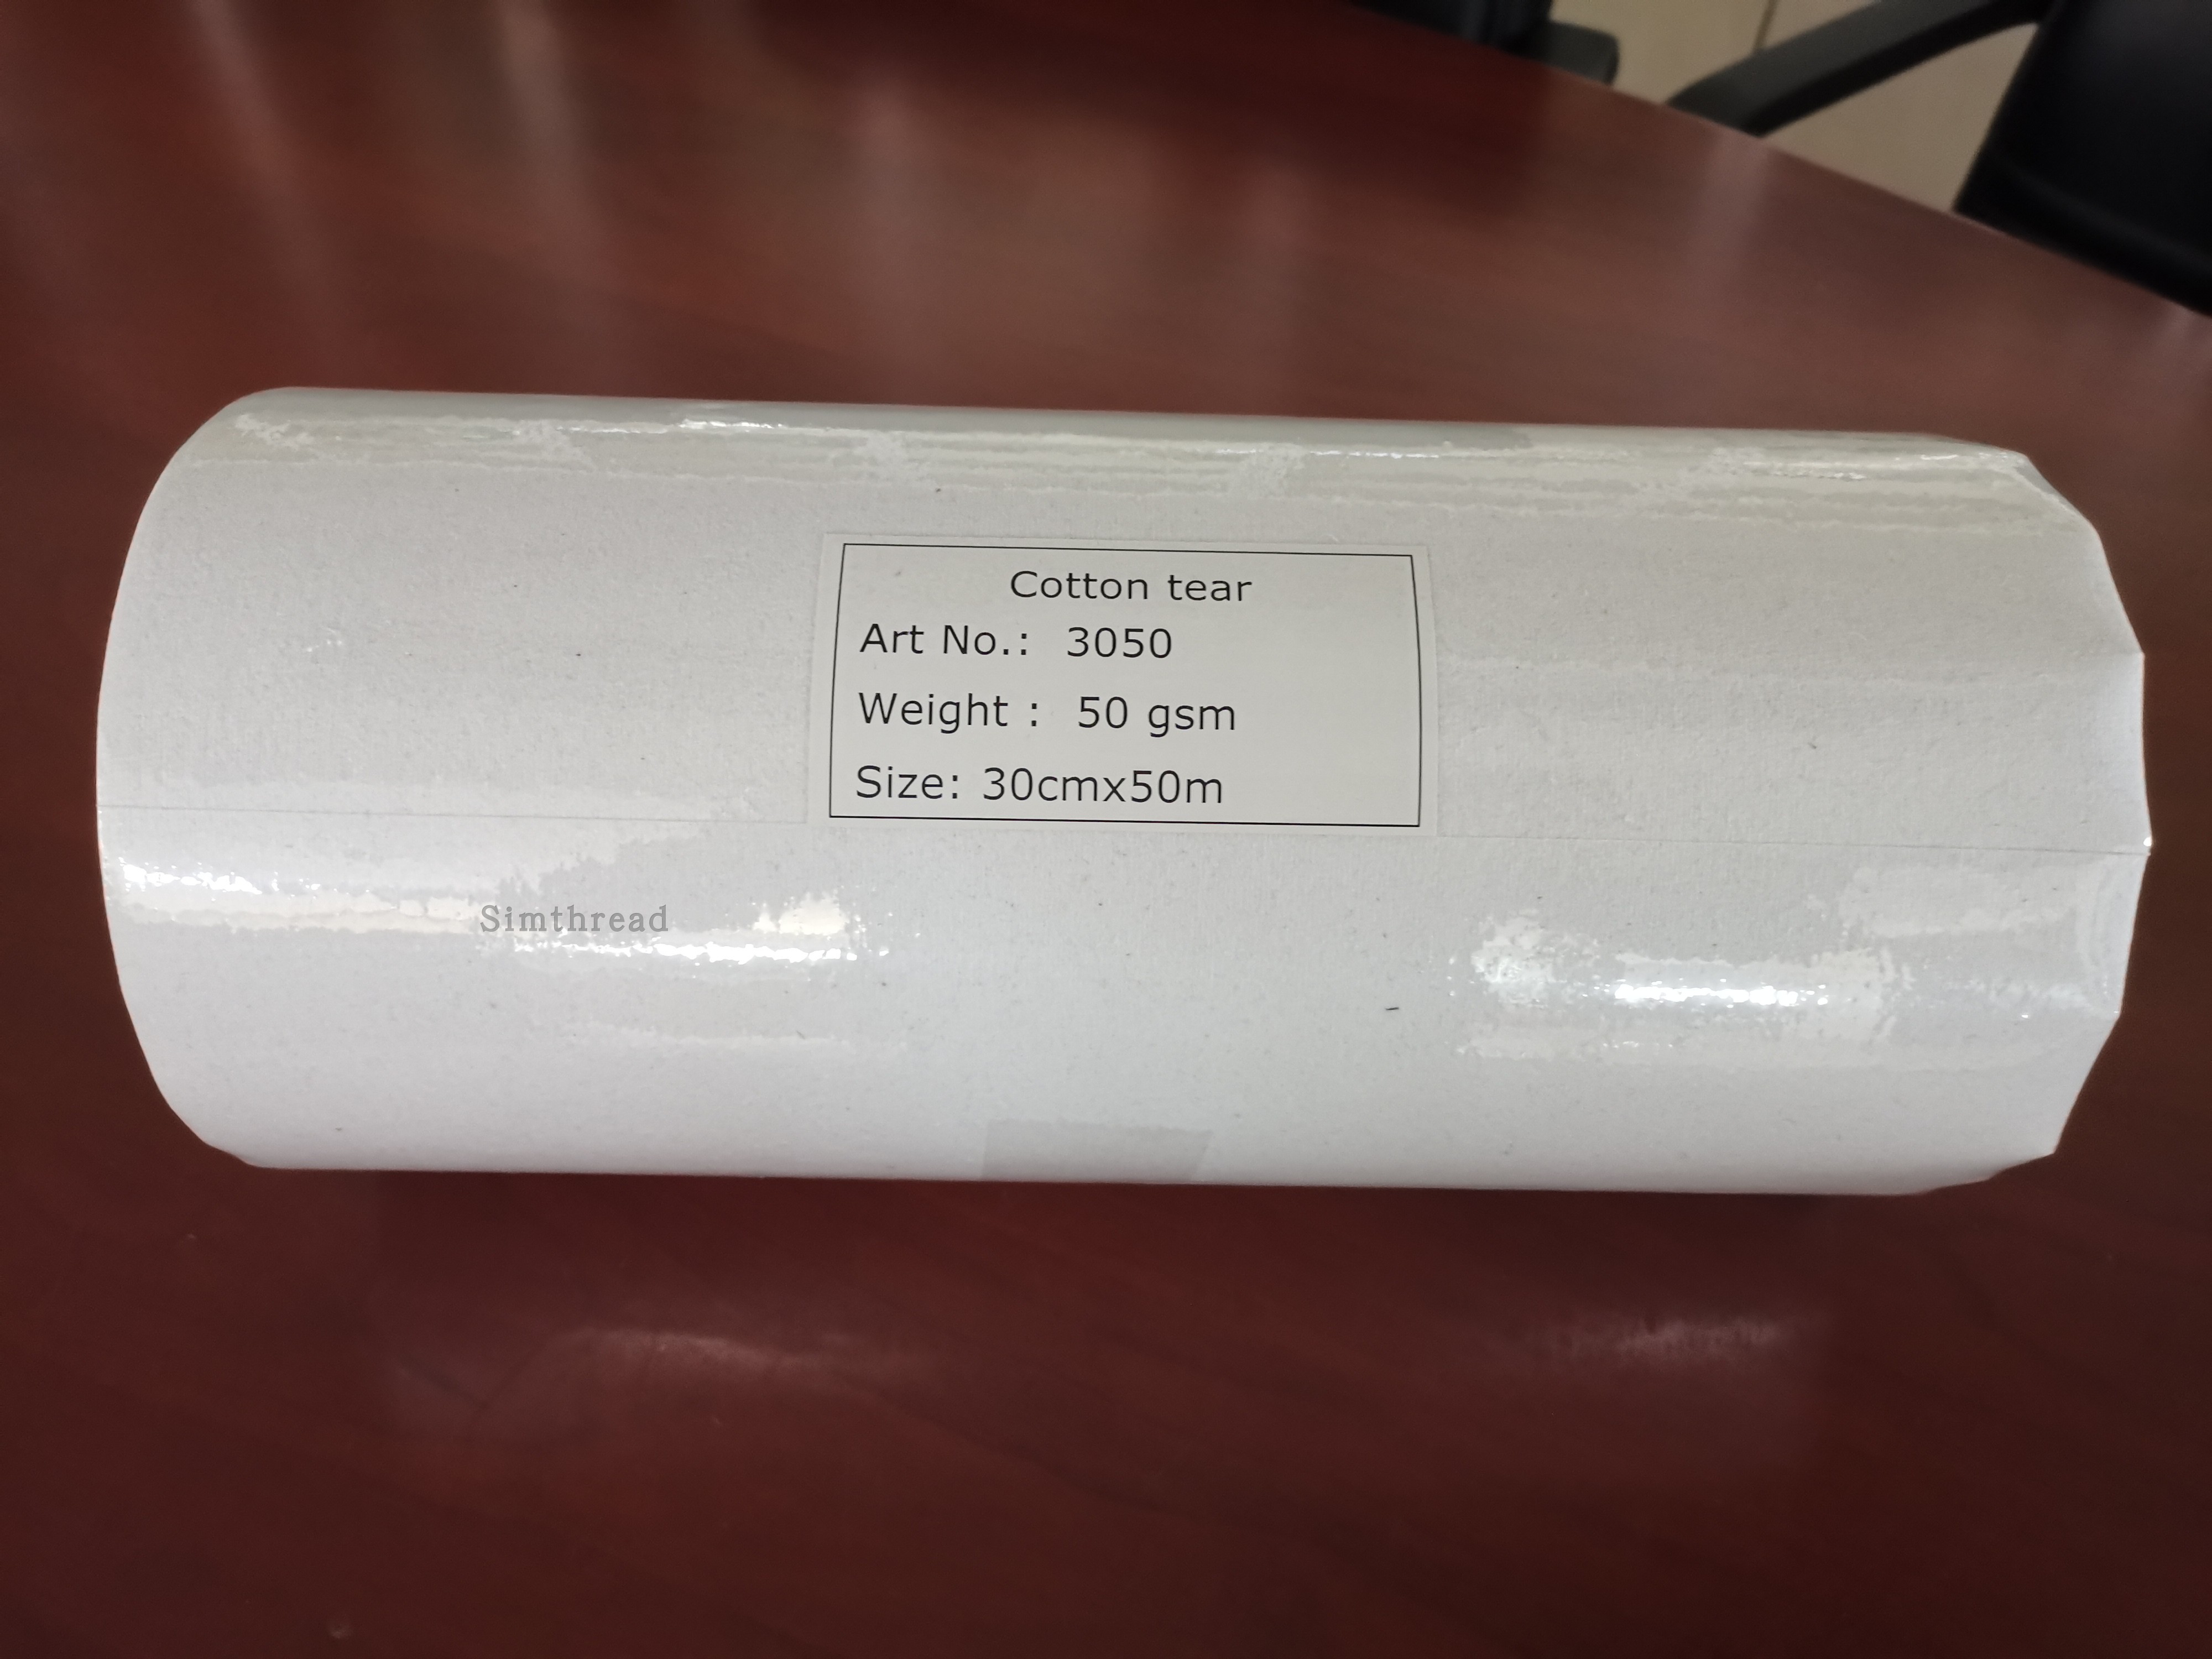 Cotton tear
Art No.: 3050
Weight : 50 gsm
Size: 30cmx50m
Simthread